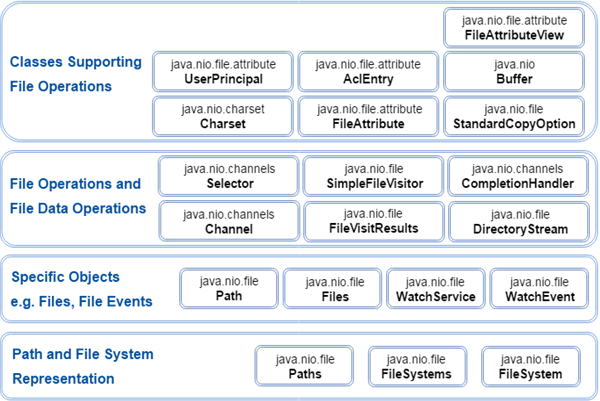 java.nio.file.attribute
FileAttributeView
Classes Supporting
File Operations
java.nio.file.attribute
UserPrincipal
java.nio.file.attribute
AclEntry
java.nio
Buffer
java.nio.charset
Charset
java.nio.file.attribute
FileAttribute
java.nio.file
StandardCopyOption
File Operations and
File Data Operations
java.nio.channels
Selector
java.nio.file
SimpleFileVisitor
java.nio.channels
CompletionHandler
java.nio.channels
Channel
java.nio.file
FileVisitResults
java.nio.file
DirectoryStream
Specific Objects
e.g. Files, File Events
java.nio.file
Path
java.nio.file
Files
java.nio.file
WatchService
java.nio.file
WatchEvent
Path and File System
Representation
java.nio.file
Paths
java.nio.file
FileSystems
java.nio.file
FileSystem